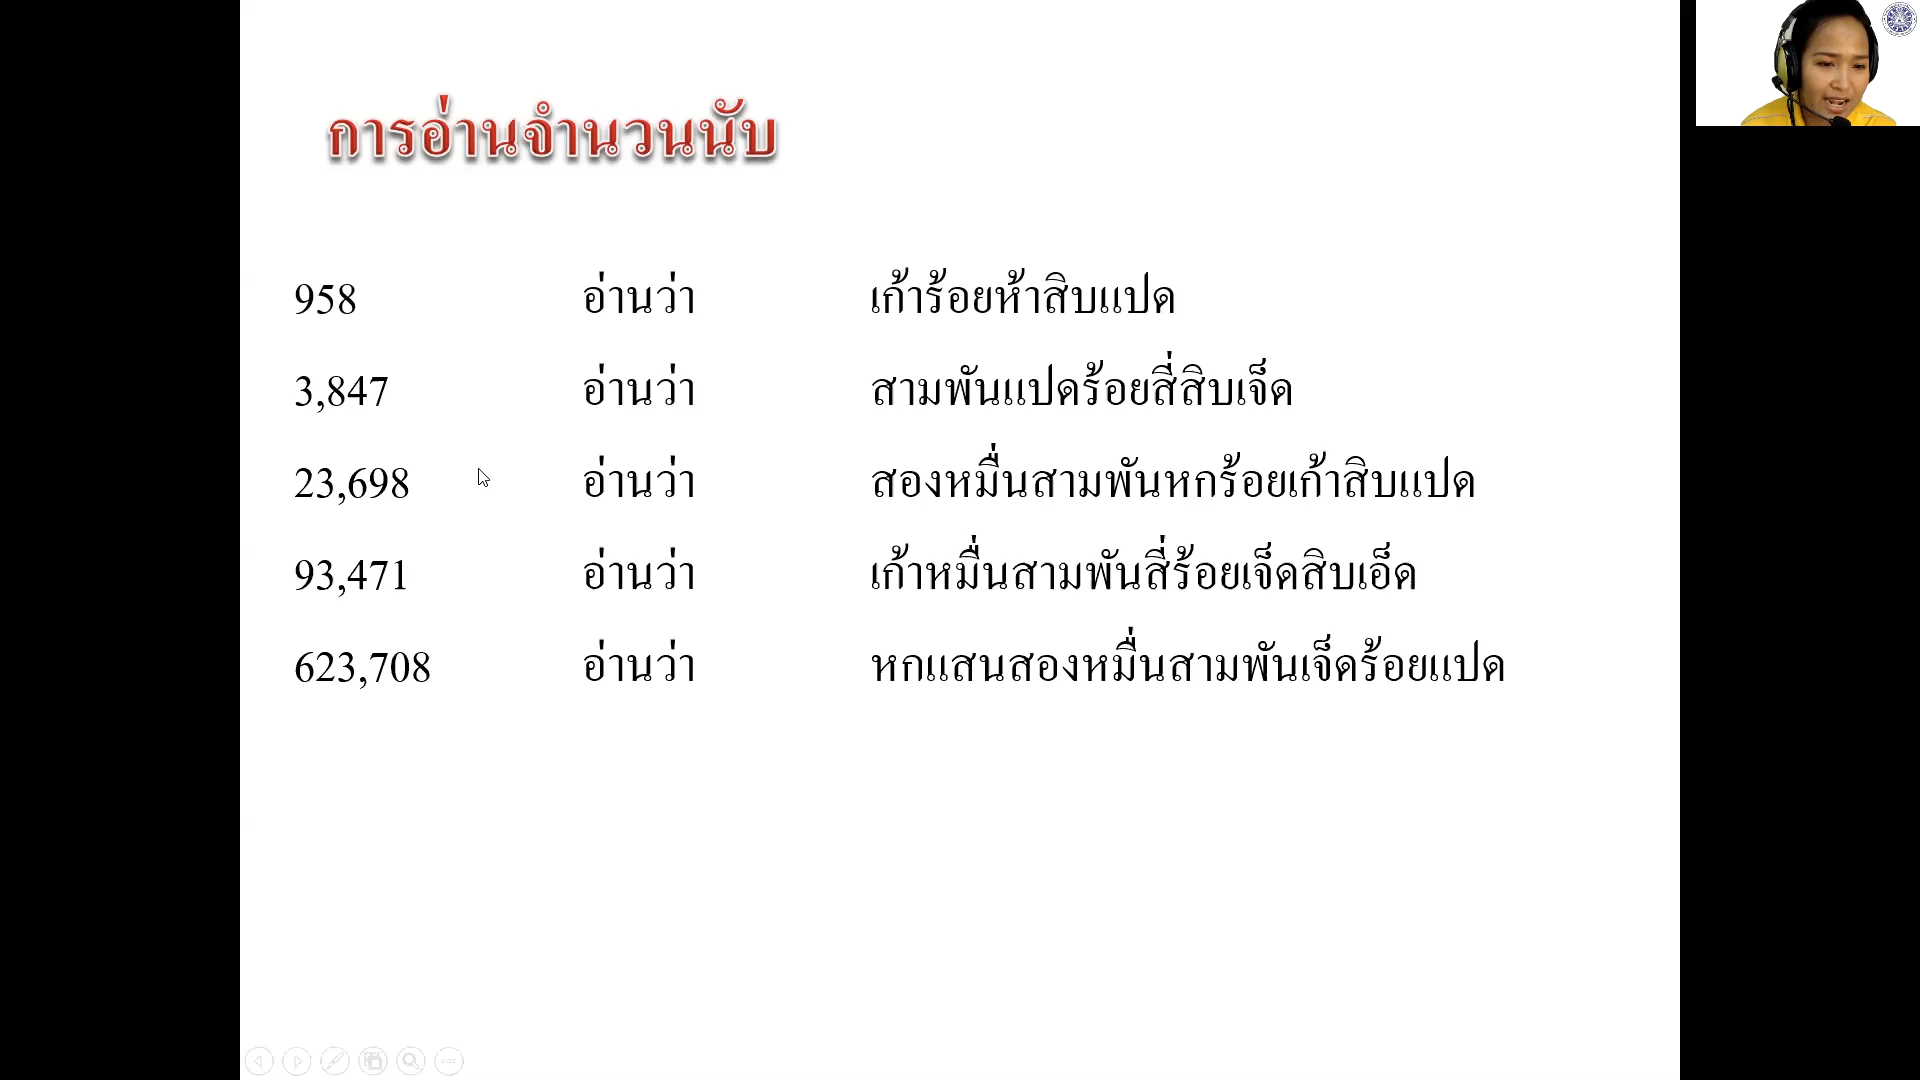 การอ่านจำนวนนับ
958 อ่านว่า เก้าร้อยห้าสิบแปด
3,847 อ่านว่า สามพันแปดร้อยสี่สิบเจ็ด
23,698 อ่านว่า สองหมื่นสามพันหกร้อยเก้าสิบแปด
93,471 อ่านว่า เก้าหมื่นสามพันสี่ร้อยเจ็ดสิบเอ็ด
623,708 อ่านว่า หกแสนสองหมื่นสามพันเจ็ดร้อยแปด